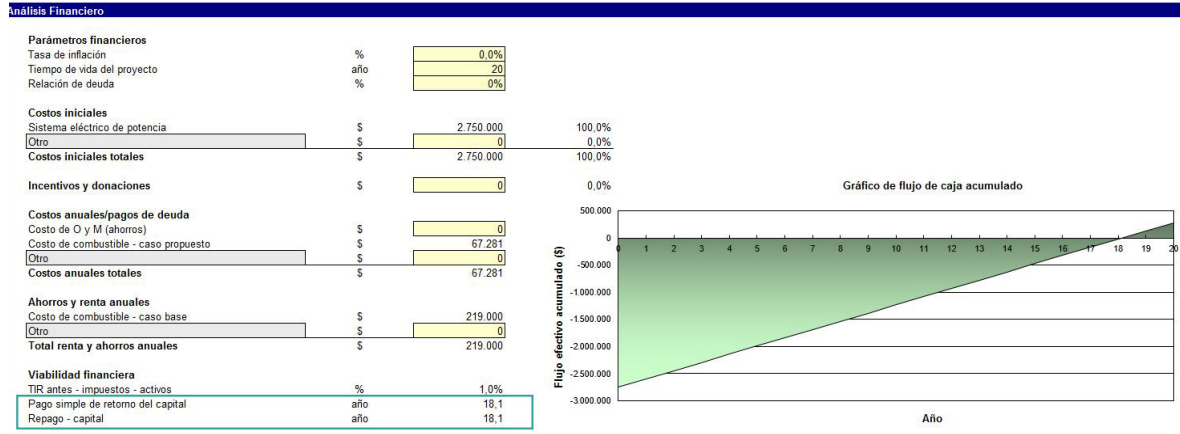 Análisis Financiero
Parámetros financieros
Tasa de inflación % 0,0%
Tiempo de vida del proyecto año 20
Relación de deuda % 0%
Costos iniciales
Sistema eléctrico de potencia $ 2.750.000 100,0%
Otro $ 0 0,0%
Costos iniciales totales $ 2.750.000 100,0%
Incentivos y donaciones $ 0 0,0%
Costos anuales/pagos de deuda
Costo de O y M (ahorros) $ 0
Costo de combustible - caso propuesto $ 67.281
Otro $ 0
Costos anuales totales $ 67.281
Ahorros y renta anuales
Costo de combustible - caso base $ 219.000
Otro $ 0
Total renta y ahorros anuales $ 219.000
Viabilidad financiera
TIR antes - impuestos - activos % 1,0%
Pago simple de retorno del capital año 18,1
Repago - capital año 18,1
Gráfico de flujo de caja acumulado
Flujo efectivo acumulado ($)
500.000
0
-500.000
-1.000.000
-1.500.000
-2.000.000
-2.500.000
-3.000.000
0 1 2 3 4 5 6 7 8 9 10 11 12 13 14 15 16 17 18 19 20
Año